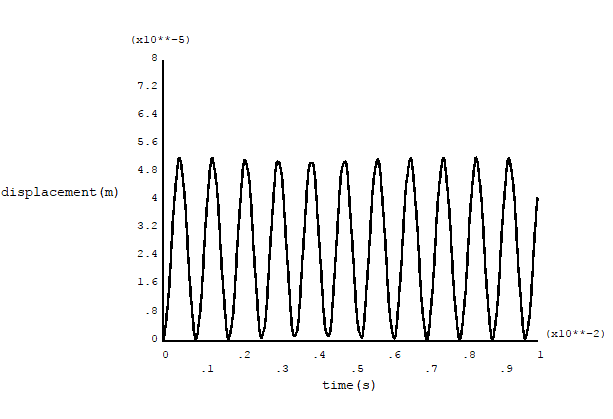 (x10**-5)
8
7.2
6.4
5.6
4.8
displacement(m)
4
3.2
2.4
1.6
.8
0
(x10**-2)
0 .1 .2 .3 .4 .5 .6 .7 .8 .9 1
time(s)